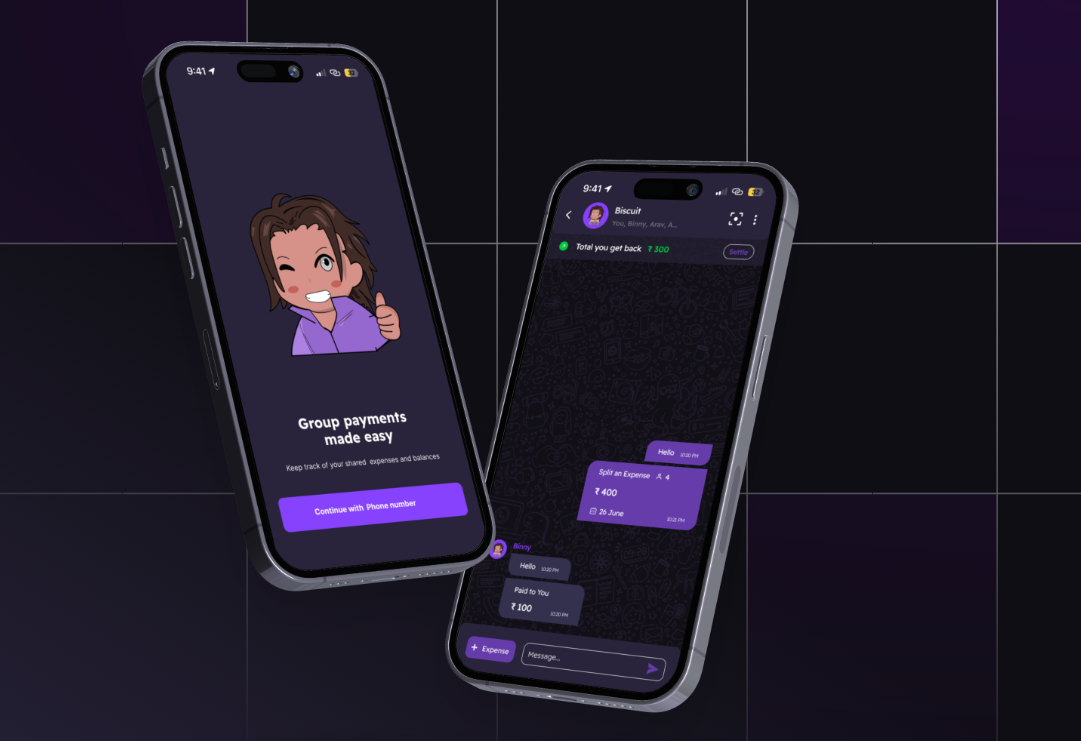 9:41
Group payments
made easy
Keep track of your shared expenses and balances
Continue with Phone number
9:41
Biscuit
You, Binny, Arav, A...
Total you get back ₹ 300
Settle
Hello 10:20 PM
Split an Expense 4
₹ 400
26 June 10:20 PM
Binny
Hello 10:20 PM
Paid to You
₹ 100 10:20 PM
+ Expense
Message...